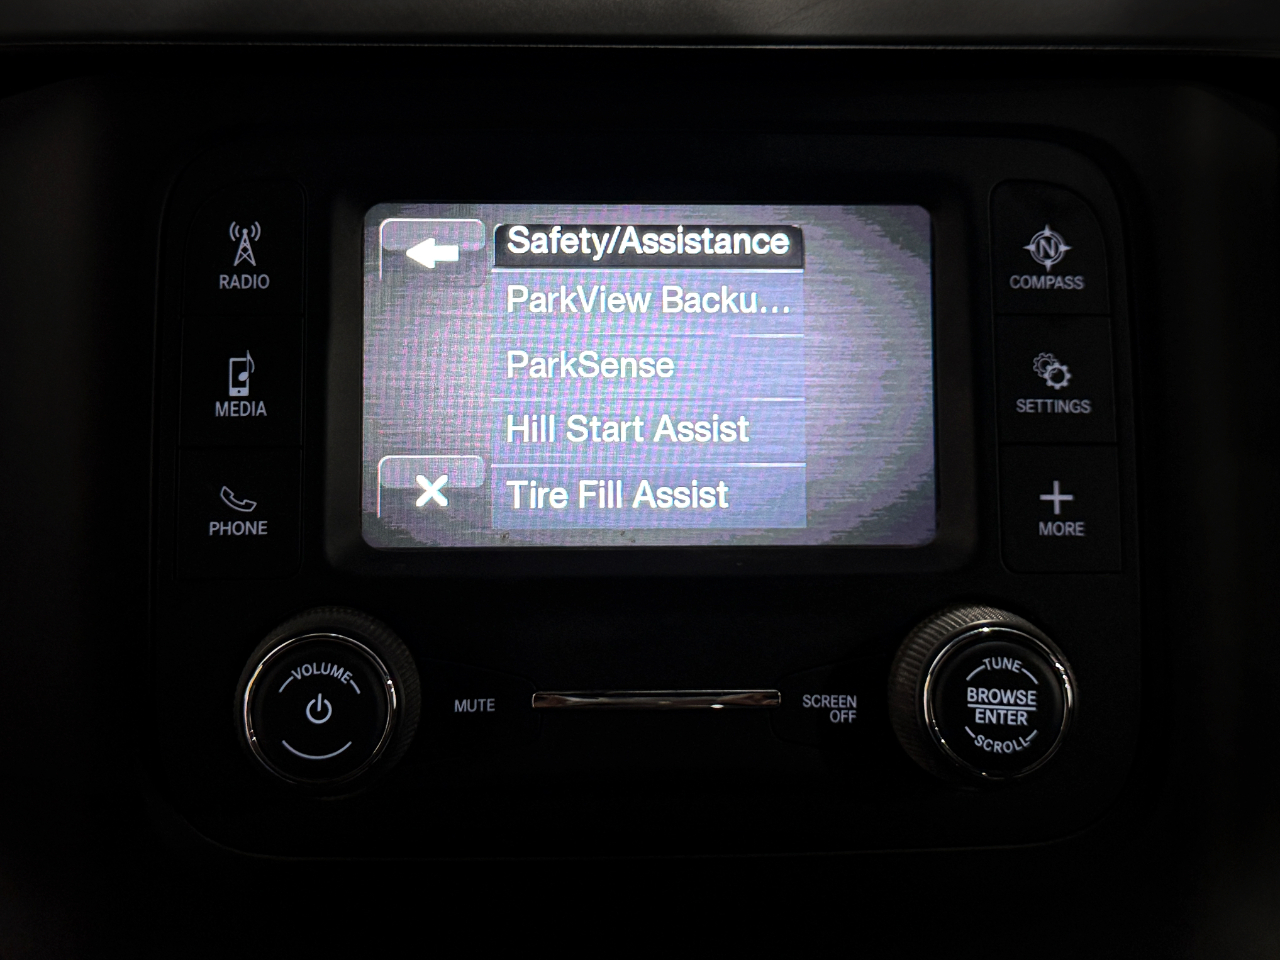 RADIO
MEDIA
PHONE
Safety/Assistance
ParkView Backu...
ParkSense
Hill Start Assist
Tire Fill Assist
N
COMPASS
SETTINGS
MORE
VOLUME
MUTE
SCREEN
OFF
TUNE
BROWSE
ENTER
SCROLL